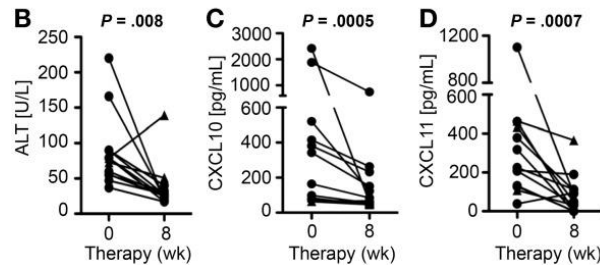 B P = .008
ALT [U/L]
250
200
150
100
50
0
0 8
Therapy (wk)
C P = .0005
CXCL10 [pg/mL]
3000
2000
1000
600
400
200
0
0 8
Therapy (wk)
D P = .0007
CXCL11 [pg/mL]
1200
800
600
400
200
0
0 8
Therapy (wk)